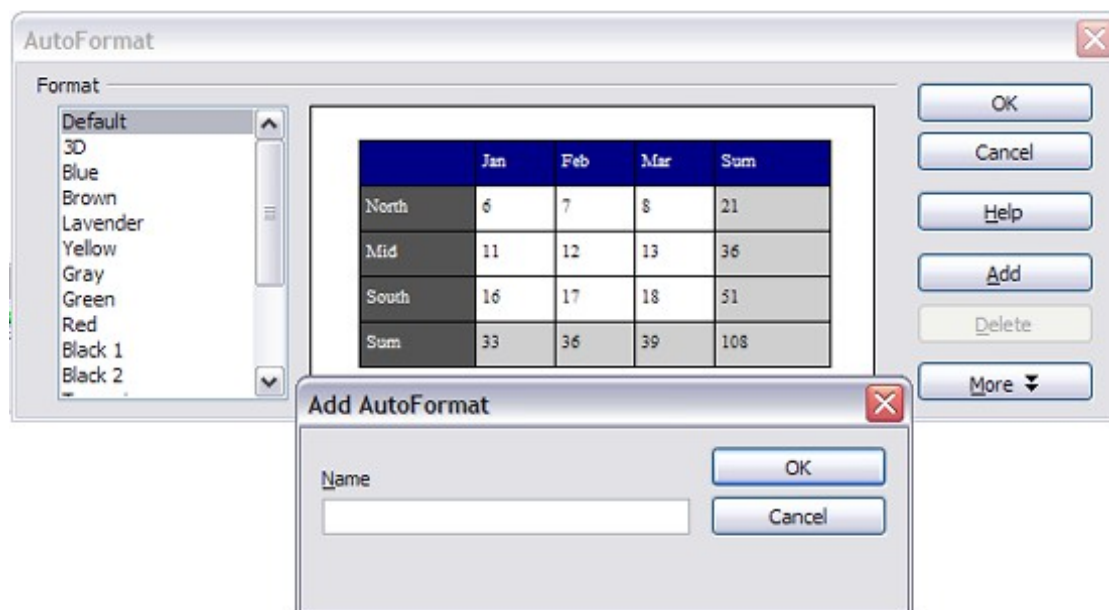 AutoFormat
Format
Default
3D
Blue
Brown
Lavender
Yellow
Gray
Green
Red
Black 1
Black 2
Jan Feb Mar Sum
North 6 7 8 21
Mid 11 12 13 36
South 16 17 18 51
Sum 33 36 39 108
OK
Cancel
Help
Add
Delete
More
Add AutoFormat
Name
OK
Cancel